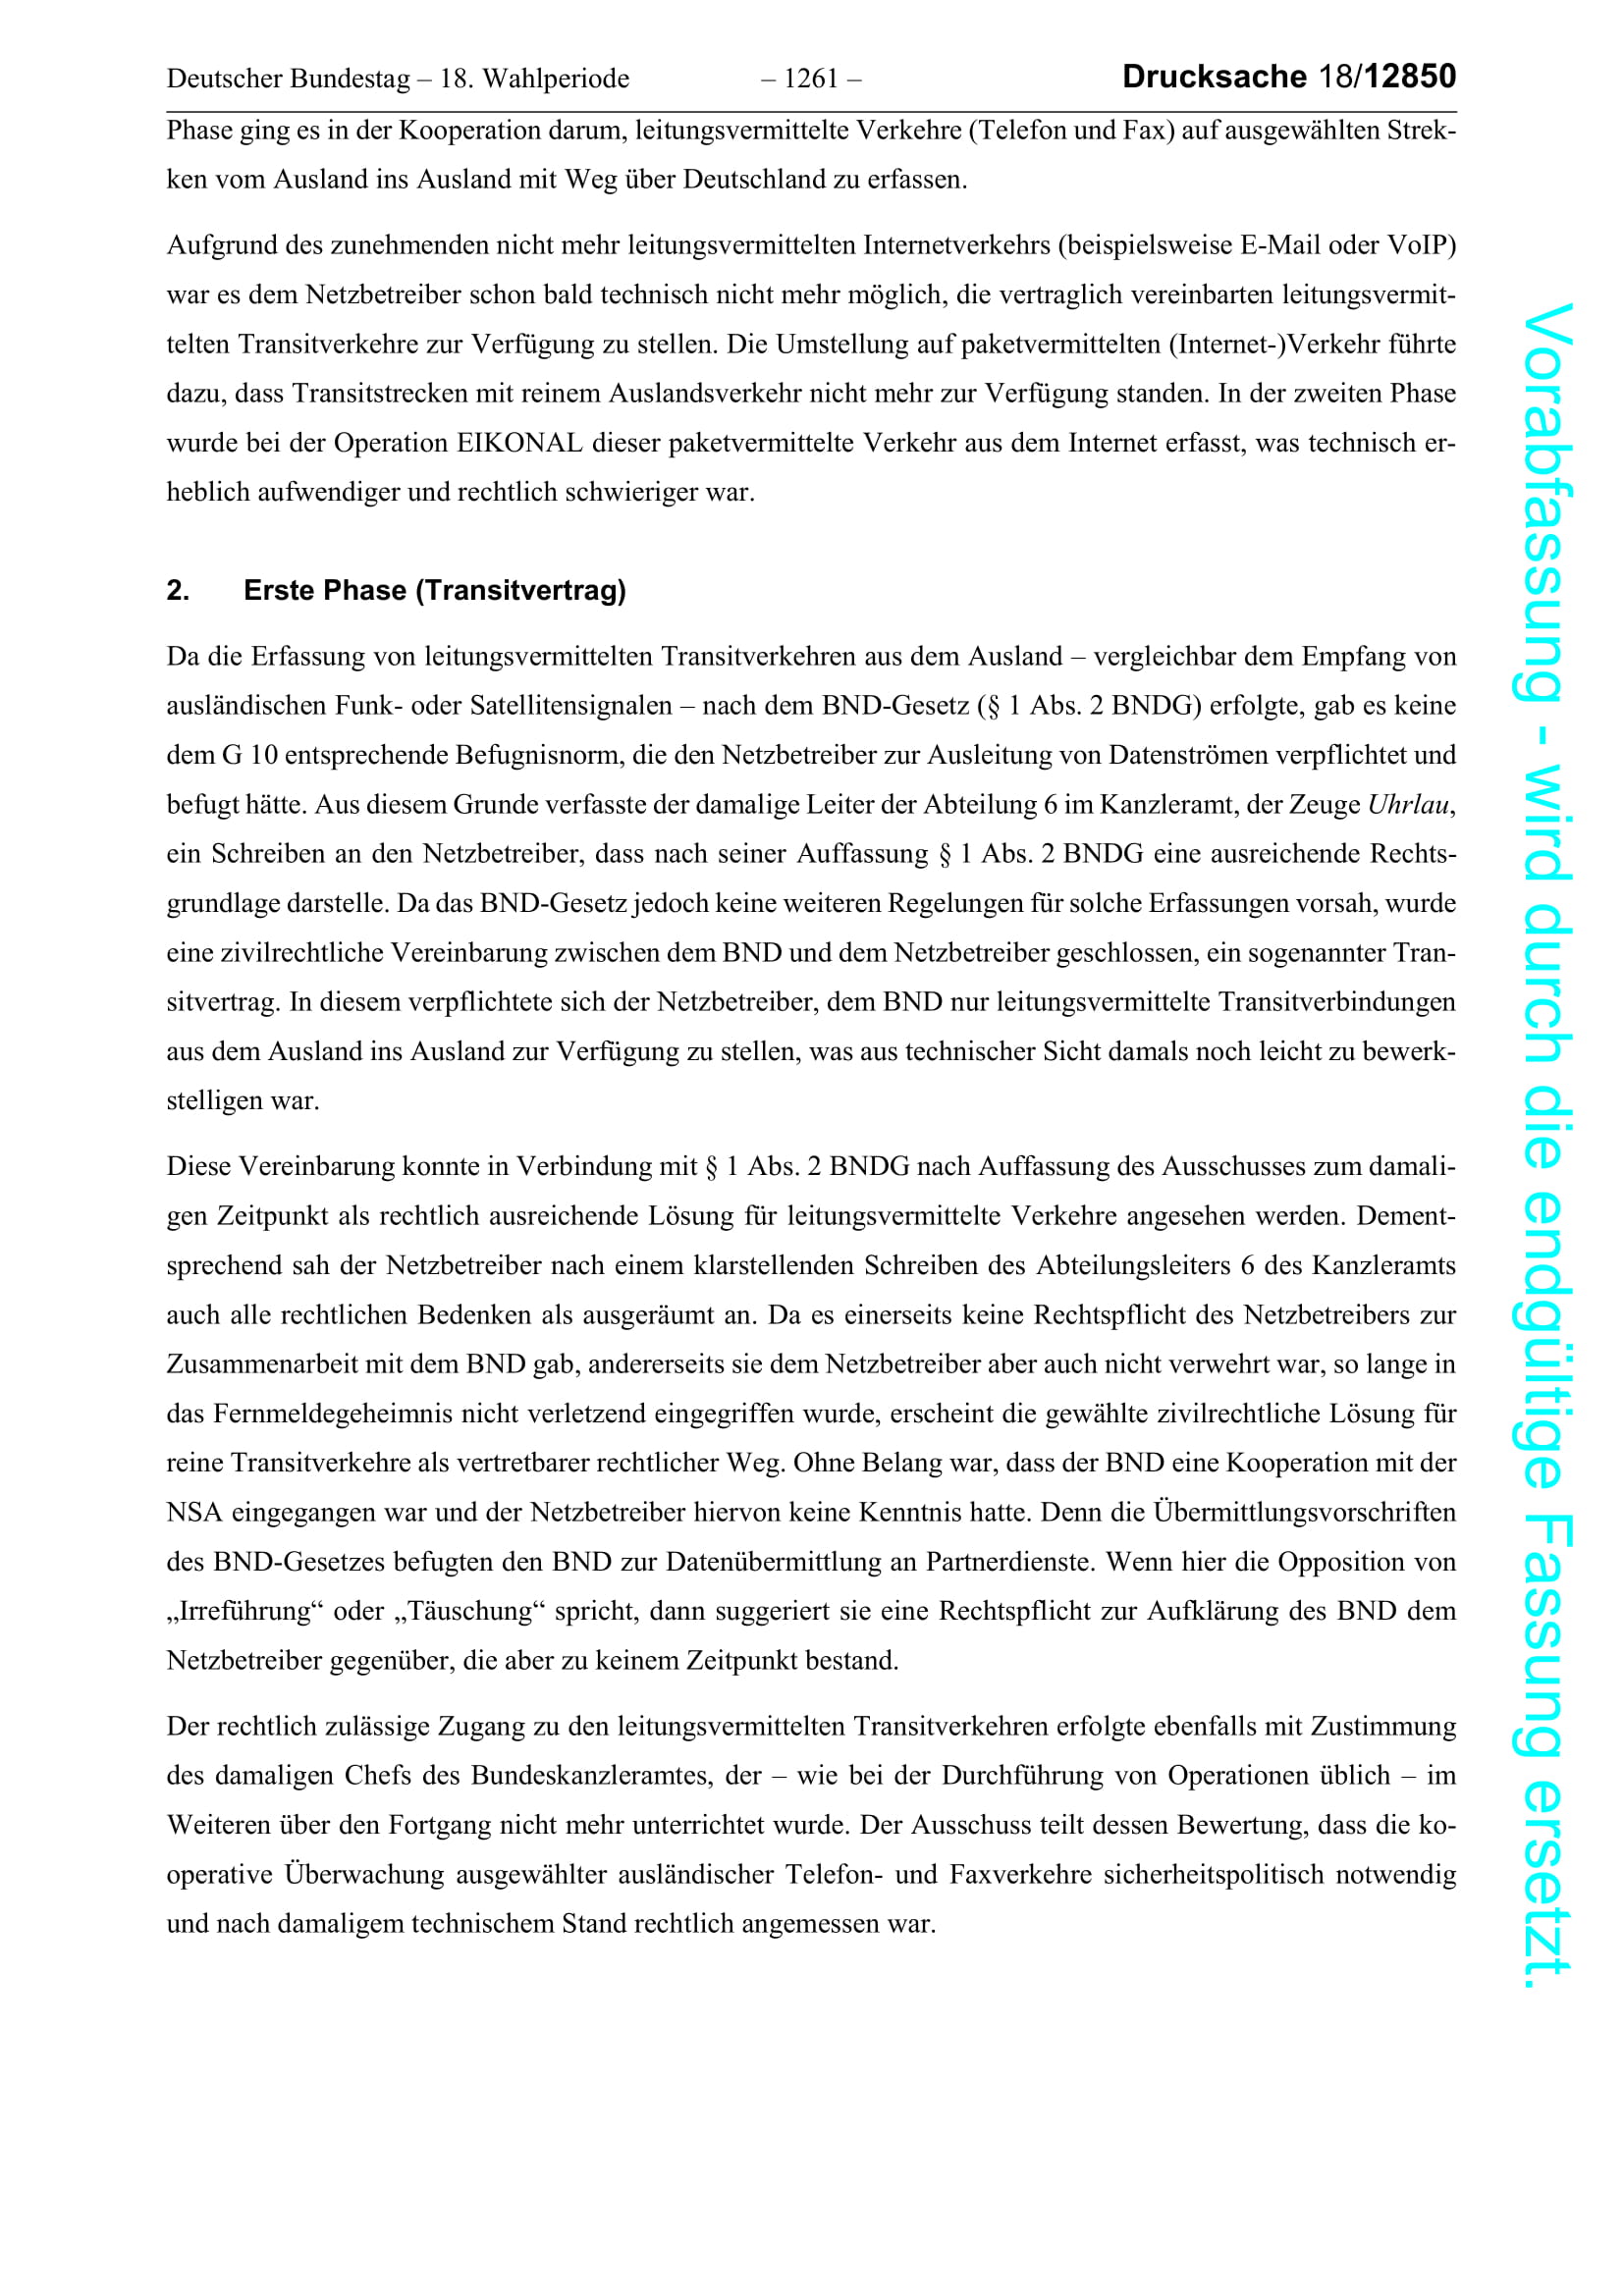 Deutscher Bundestag – 18. Wahlperiode – 1261 – Drucksache 18/12850
Phase ging es in der Kooperation darum, leitungsvermittelte Verkehre (Telefon und Fax) auf ausgewählten Strek-
ken vom Ausland ins Ausland mit Weg über Deutschland zu erfassen.
Aufgrund des zunehmenden nicht mehr leitungsvermittelten Internetverkehrs (beispielsweise E-Mail oder VoIP)
war es dem Netzbetreiber schon bald technisch nicht mehr möglich, die vertraglich vereinbarten leitungsvermit-
telten Transitverkehre zur Verfügung zu stellen. Die Umstellung auf paketvermittelten (Internet-)Verkehr führte
dazu, dass Transitstrecken mit reinem Auslandsverkehr nicht mehr zur Verfügung standen. In der zweiten Phase
wurde bei der Operation EIKONAL dieser paketvermittelte Verkehr aus dem Internet erfasst, was technisch er-
heblich aufwendiger und rechtlich schwieriger war.
2. Erste Phase (Transitvertrag)
Da die Erfassung von leitungsvermittelten Transitverkehren aus dem Ausland – vergleichbar dem Empfang von
ausländischen Funk- oder Satellitensignalen – nach dem BND-Gesetz (§ 1 Abs. 2 BNDG) erfolgte, gab es keine
dem G 10 entsprechende Befugnisnorm, die den Netzbetreiber zur Ausleitung von Datenströmen verpflichtet und
befugt hätte. Aus diesem Grunde verfasste der damalige Leiter der Abteilung 6 im Kanzleramt, der Zeuge Uhrlau,
ein Schreiben an den Netzbetreiber, dass nach seiner Auffassung § 1 Abs. 2 BNDG eine ausreichende Rechts-
grundlage darstelle. Da das BND-Gesetz jedoch keine weiteren Regelungen für solche Erfassungen vorsah, wurde
eine zivilrechtliche Vereinbarung zwischen dem BND und dem Netzbetreiber geschlossen, ein sogenannter Tran-
sitvertrag. In diesem verpflichtete sich der Netzbetreiber, dem BND nur leitungsvermittelte Transitverbindungen
aus dem Ausland ins Ausland zur Verfügung zu stellen, was aus technischer Sicht damals noch leicht zu bewerk-
stelligen war.
Diese Vereinbarung konnte in Verbindung mit § 1 Abs. 2 BNDG nach Auffassung des Ausschusses zum damali-
gen Zeitpunkt als rechtlich ausreichende Lösung für leitungsvermittelte Verkehre angesehen werden. Dement-
sprechend sah der Netzbetreiber nach einem klarstellenden Schreiben des Abteilungsleiters 6 des Kanzleramts
auch alle rechtlichen Bedenken als ausgeräumt an. Da es einerseits keine Rechtspflicht des Netzbetreibers zur
Zusammenarbeit mit dem BND gab, andererseits sie dem Netzbetreiber aber auch nicht verwehrt war, so lange in
das Fernmeldegeheimnis nicht verletzend eingegriffen wurde, erscheint die gewählte zivilrechtliche Lösung für
reine Transitverkehre als vertretbarer rechtlicher Weg. Ohne Belang war, dass der BND eine Kooperation mit der
NSA eingegangen war und der Netzbetreiber hiervon keine Kenntnis hatte. Denn die Übermittlungsvorschriften
des BND-Gesetzes befugten den BND zur Datenübermittlung an Partnerdienste. Wenn hier die Opposition von
„Irreführung“ oder „Täuschung“ spricht, dann suggeriert sie eine Rechtspflicht zur Aufklärung des BND dem
Netzbetreiber gegenüber, die aber zu keinem Zeitpunkt bestand.
Der rechtlich zulässige Zugang zu den leitungsvermittelten Transitverkehren erfolgte ebenfalls mit Zustimmung
des damaligen Chefs des Bundeskanzleramtes, der – wie bei der Durchführung von Operationen üblich – im
Weiteren über den Fortgang nicht mehr unterrichtet wurde. Der Ausschuss teilt dessen Bewertung, dass die ko-
operative Überwachung ausgewählter ausländischer Telefon- und Faxverkehre sicherheitspolitisch notwendig
und nach damaligem technischem Stand rechtlich angemessen war.
Vorabfassung - wird durch die endgültige Fassung ersetzt.